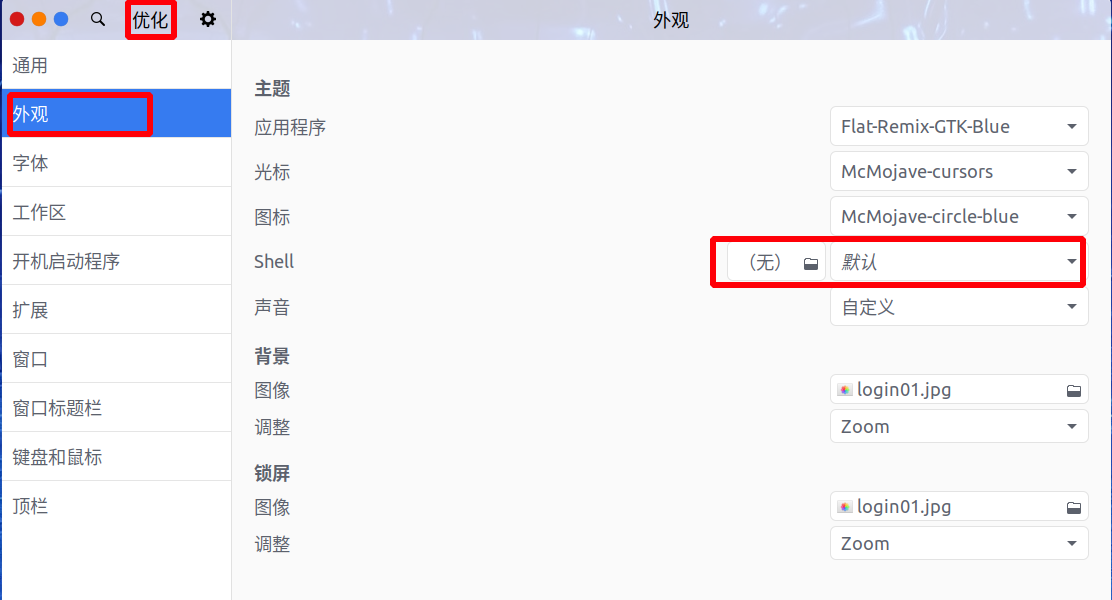 优化 外观
通用
外观
字体
工作区
开机启动程序
扩展
窗口
窗口标题栏
键盘和鼠标
顶栏
主题
应用程序 Flat-Remix-GTK-Blue
光标 McMojave-cursors
图标 McMojave-circle-blue
Shell （无） 默认
声音 自定义
背景
图像 login01.jpg
调整 Zoom
锁屏
图像 login01.jpg
调整 Zoom